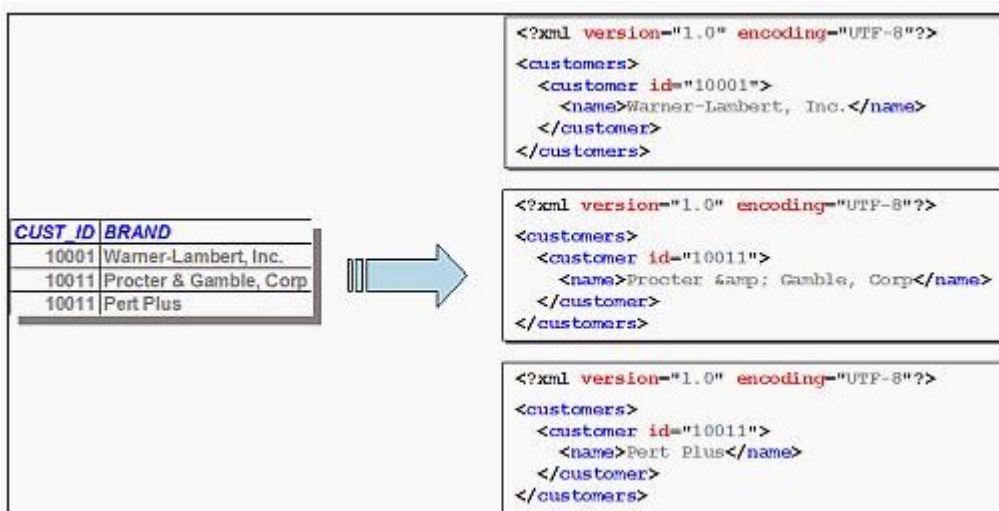 CUST_ID BRAND
10001 Warner-Lambert, Inc.
10011 Procter & Gamble, Corp
10011 Pert Plus
<?xml version="1.0" encoding="UTF-8"?>
<customers>
<customer id="10001">
<name>Warner-Lambert, Inc.</name>
</customer>
</customers>
<?xml version="1.0" encoding="UTF-8"?>
<customers>
<customer id="10011">
<name>Procter &amp; Gamble, Corp</name>
</customer>
</customers>
<?xml version="1.0" encoding="UTF-8"?>
<customers>
<customer id="10011">
<name>Pert Plus</name>
</customer>
</customers>